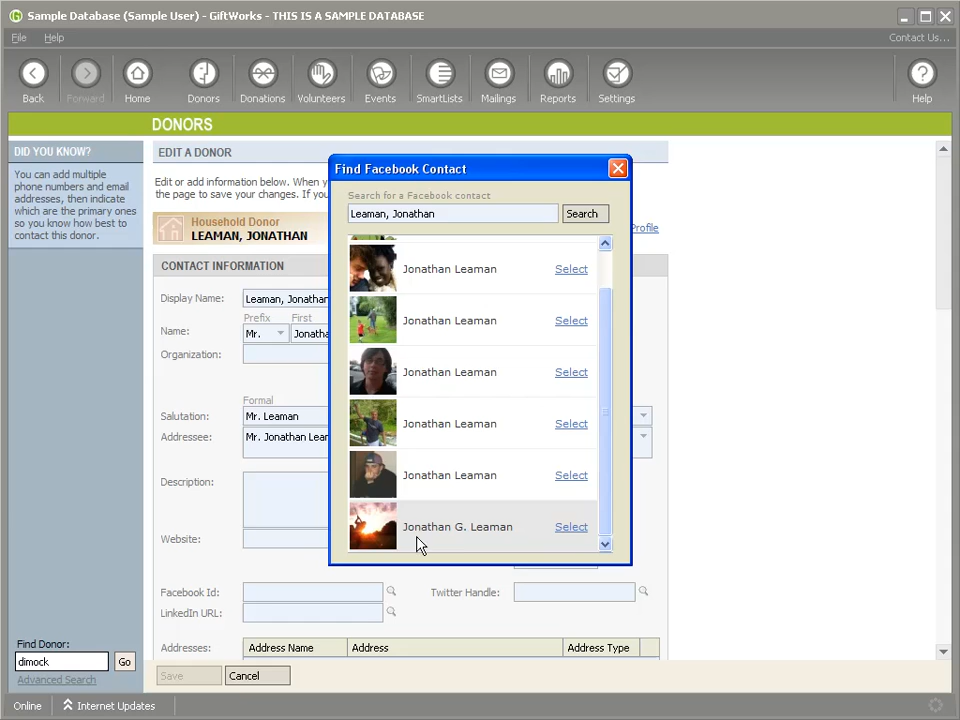 Sample Database (Sample User) - GiftWorks - THIS IS A SAMPLE DATABASE
File Help Contact Us...
Back Forward Home Donors Donations Volunteers Events SmartLists Mailings Reports Settings Help
DONORS
DID YOU KNOW?
You can add multiple
phone numbers and email
addresses, then indicate
which are the primary ones
so you know how best to
contact this donor.
EDIT A DONOR
Edit or add information below. When y
the page to save your changes. If you
Household Donor
LEAMAN, JONATHAN
Profile
CONTACT INFORMATION
Display Name: Leaman, Jonathan
Prefix First
Name: Mr. Jonatha
Organization:
Formal
Salutation: Mr. Leaman
Addressee: Mr. Jonathan Lear
Description:
Website:
Facebook Id: Twitter Handle:
LinkedIn URL:
Addresses: Address Name Address Address Type
Save Cancel
Find Facebook Contact
Search for a Facebook contact
Leaman, Jonathan Search
Jonathan Leaman Select
Jonathan Leaman Select
Jonathan Leaman Select
Jonathan Leaman Select
Jonathan Leaman Select
Jonathan G. Leaman Select
Find Donor:
dimock Go
Advanced Search
Online Internet Updates